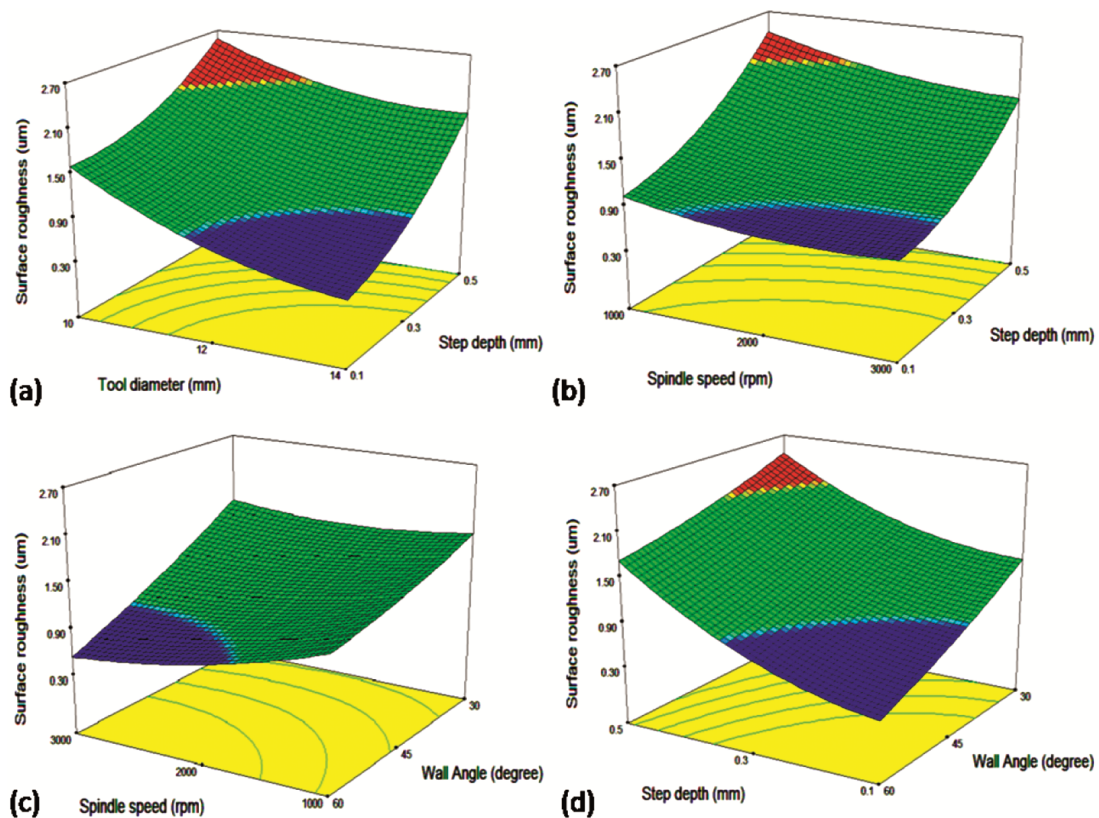 2.70
2.10
1.50
0.90
0.30
Surface roughness (um)
10
12
14
0.1
0.3
0.5
Tool diameter (mm)
Step depth (mm)
(a)
2.70
2.10
1.50
0.90
0.30
Surface roughness (um)
1000
2000
3000
0.1
0.3
0.5
Spindle speed (rpm)
Step depth (mm)
(b)
2.70
2.10
1.50
0.90
0.30
Surface roughness (um)
3000
2000
1000
60
45
30
Spindle speed (rpm)
Wall Angle (degree)
(c)
2.70
2.10
1.50
0.90
0.30
Surface roughness (um)
0.5
0.3
0.1
60
45
30
Step depth (mm)
Wall Angle (degree)
(d)